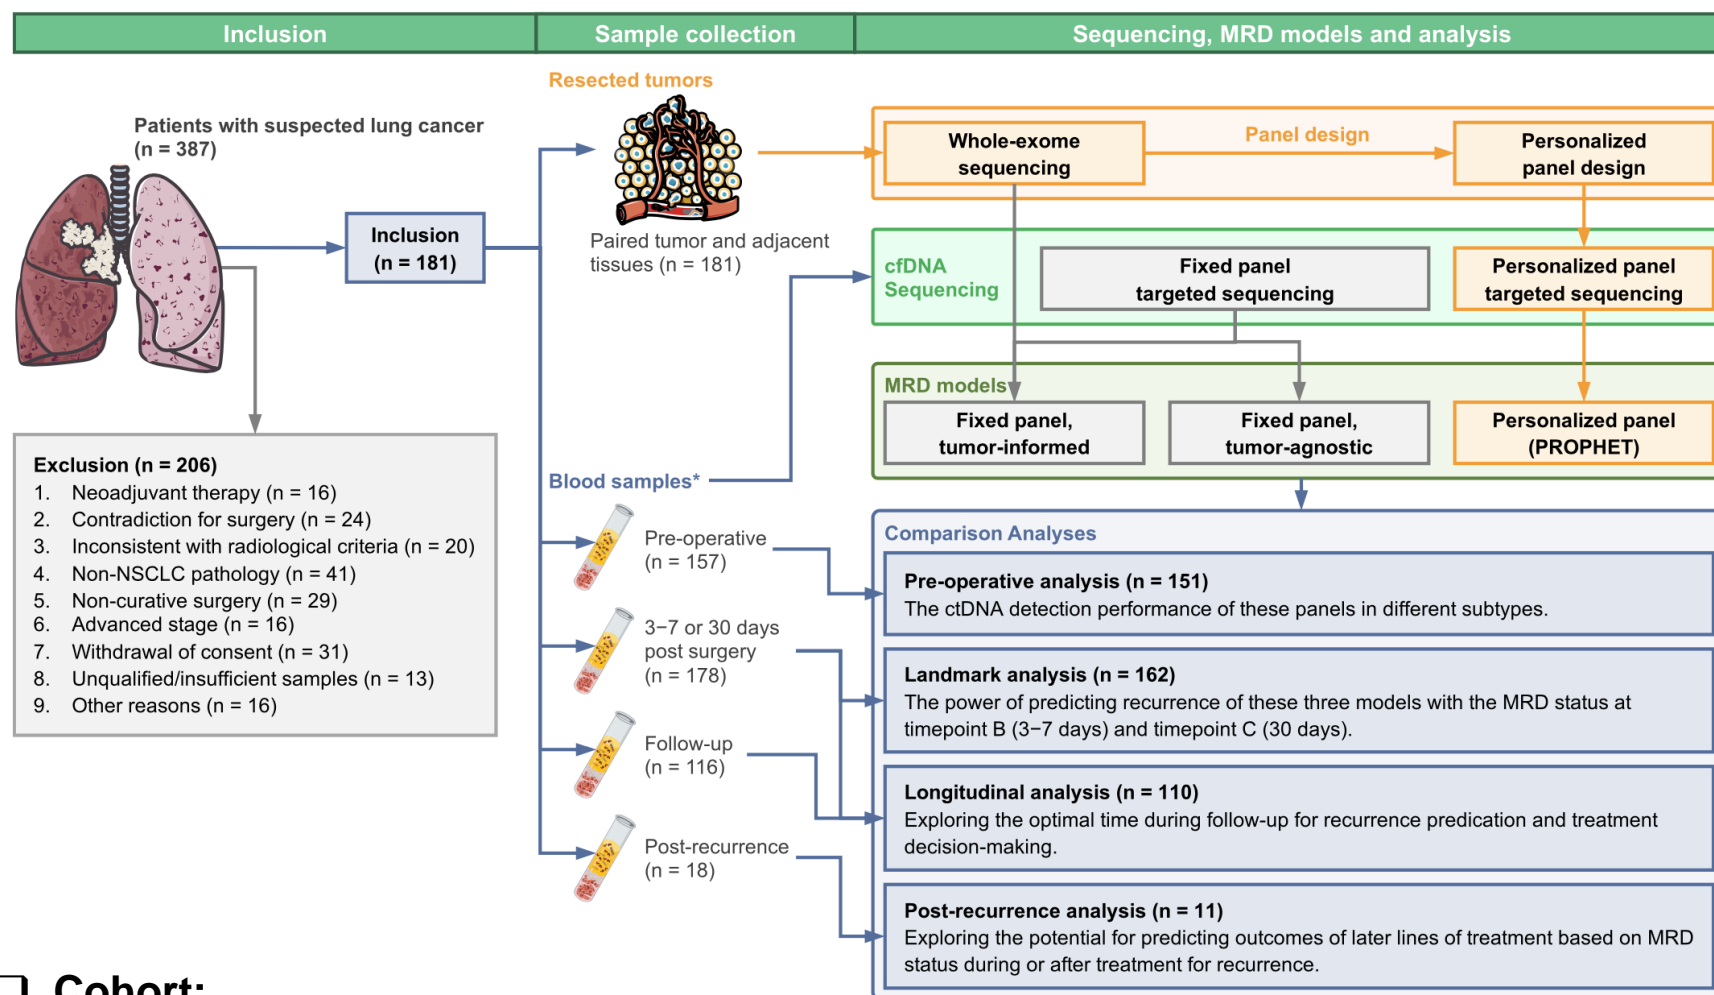 Inclusion
Sample collection
Sequencing, MRD models and analysis
Patients with suspected lung cancer
(n = 387)
Inclusion
(n = 181)
Exclusion (n = 206)
1. Neoadjuvant therapy (n = 16)
2. Contradiction for surgery (n = 24)
3. Inconsistent with radiological criteria (n = 20)
4. Non-NSCLC pathology (n = 41)
5. Non-curative surgery (n = 29)
6. Advanced stage (n = 16)
7. Withdrawal of consent (n = 31)
8. Unqualified/insufficient samples (n = 13)
9. Other reasons (n = 16)
Resected tumors
Paired tumor and adjacent
tissues (n = 181)
Blood samples*
Pre-operative
(n = 157)
3−7 or 30 days
post surgery
(n = 178)
Follow-up
(n = 116)
Post-recurrence
(n = 18)
Whole-exome
sequencing
Panel design
Personalized
panel design
cfDNA
Sequencing
Fixed panel
targeted sequencing
Personalized panel
targeted sequencing
MRD models
Fixed panel,
tumor-informed
Fixed panel,
tumor-agnostic
Personalized panel
(PROPHET)
Comparison Analyses
Pre-operative analysis (n = 151)
The ctDNA detection performance of these panels in different subtypes.
Landmark analysis (n = 162)
The power of predicting recurrence of these three models with the MRD status at
timepoint B (3−7 days) and timepoint C (30 days).
Longitudinal analysis (n = 110)
Exploring the optimal time during follow-up for recurrence predication and treatment
decision-making.
Post-recurrence analysis (n = 11)
Exploring the potential for predicting outcomes of later lines of treatment based on MRD
status during or after treatment for recurrence.
Cohort: